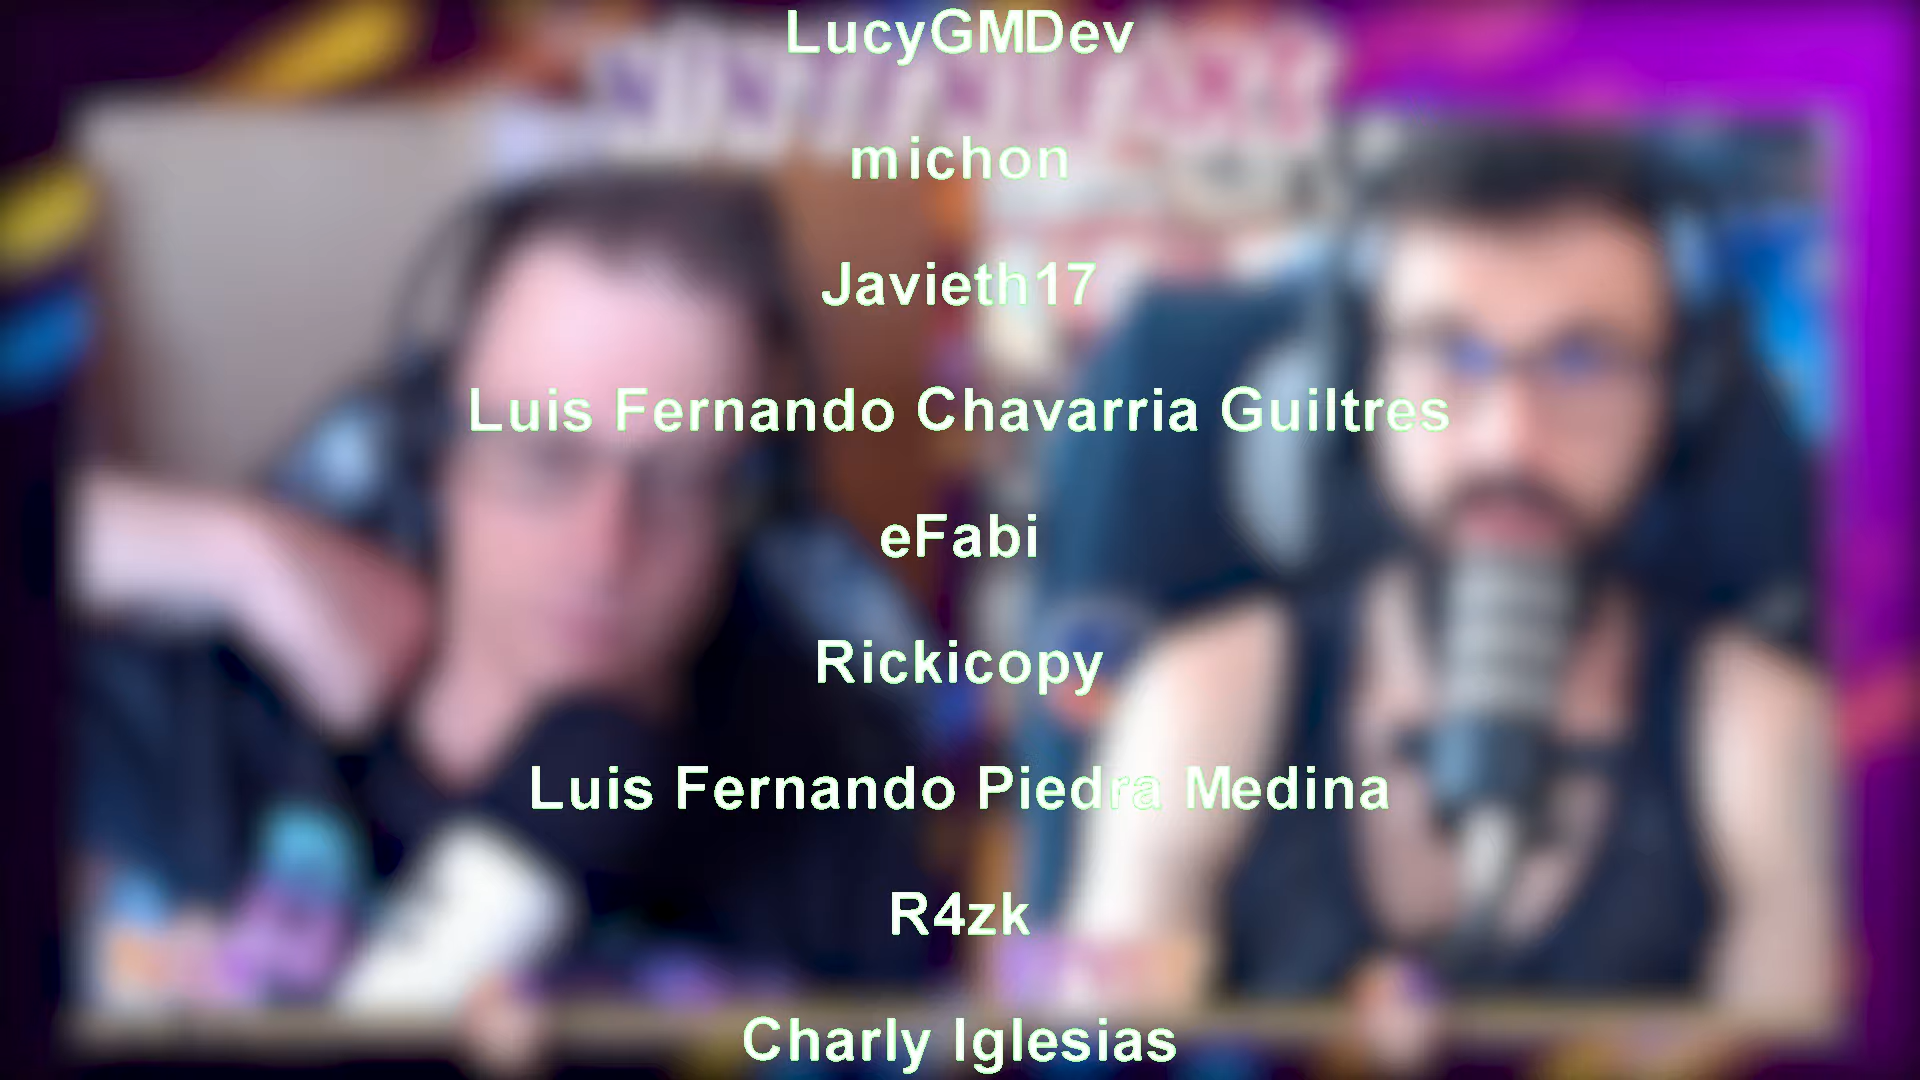 LucyGMDev
michon
Javieth17
Luis Fernando Chavarria Guiltres
eFabi
Rickicopy
Luis Fernando Piedra Medina
R4zk
Charly Iglesias